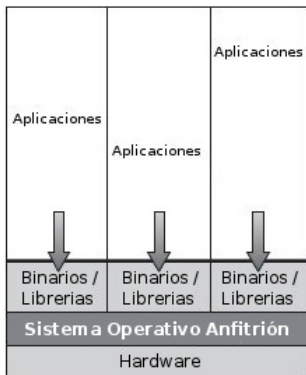 Aplicaciones
Aplicaciones
Aplicaciones
Binarios /
Librerias
Binarios /
Librerias
Binarios /
Librerias
Sistema Operativo Anfitrión
Hardware